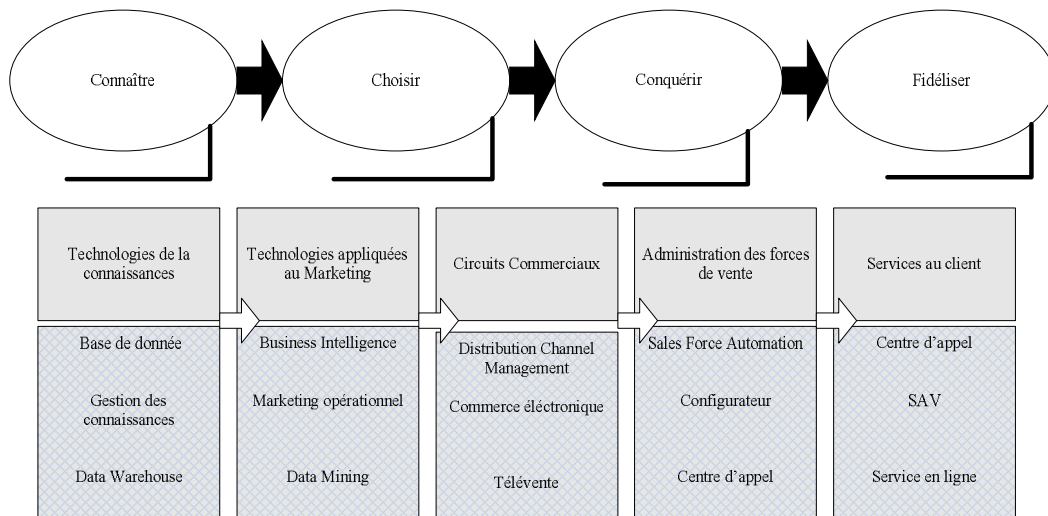 Connaître
Choisir
Conquérir
Fidéliser
Technologies de la
connaissances
Technologies appliquées
au Marketing
Circuits Commerciaux
Administration des forces
de vente
Services au client
Base de donnée
Gestion des
connaissances
Data Warehouse
Business Intelligence
Marketing opérationnel
Data Mining
Distribution Channel
Management
Commerce éléctronique
Télévente
Sales Force Automation
Configurateur
Centre d'appel
Centre d'appel
SAV
Service en ligne